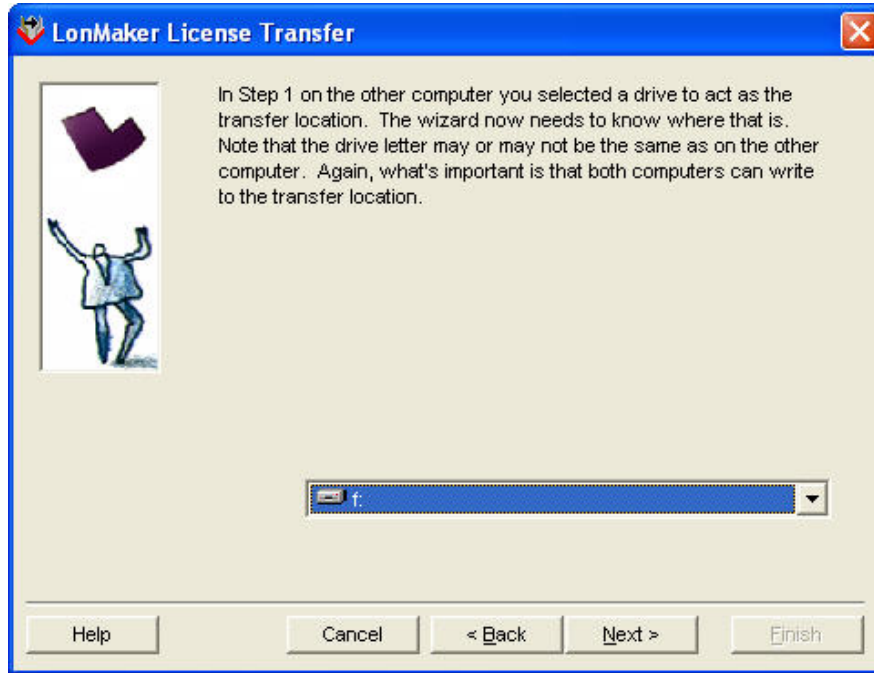 LonMaker License Transfer
In Step 1 on the other computer you selected a drive to act as the
transfer location. The wizard now needs to know where that is.
Note that the drive letter may or may not be the same as on the other
computer. Again, what's important is that both computers can write
to the transfer location.
f:
Help
Cancel
< Back
Next >
Finish